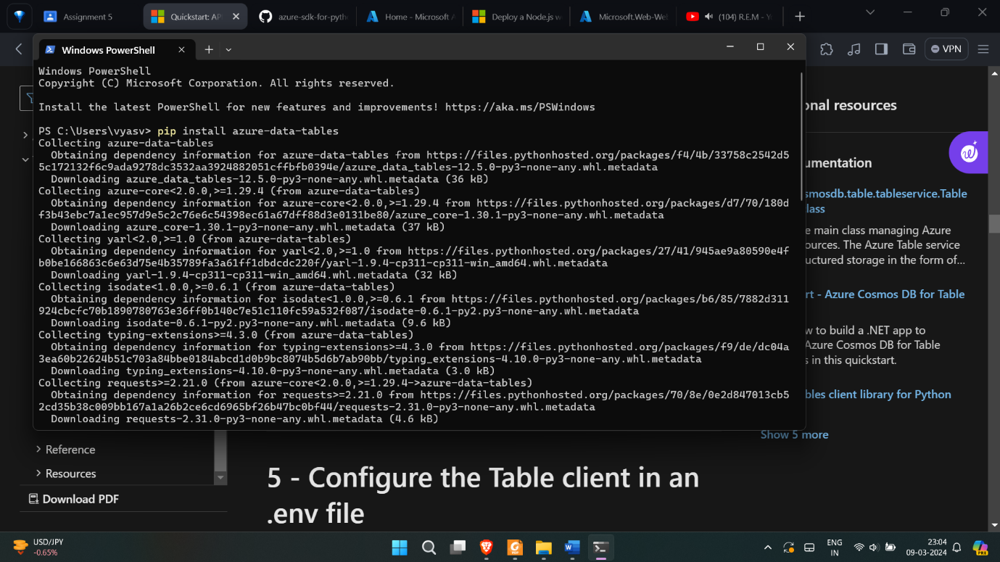 Assignment 5
Quickstart: AP
azure-sdk-for-pyth
Home - Microsoft A
Deploy a Node.js w
Microsoft.Web-Web
(104) R.E.M - Y
VPN
Windows PowerShell
Windows PowerShell
Copyright (C) Microsoft Corporation. All rights reserved.
Install the latest PowerShell for new features and improvements! https://aka.ms/PSWindows
PS C:\Users\vyasv> pip install azure-data-tables
Collecting azure-data-tables
Obtaining dependency information for azure-data-tables from https://files.pythonhosted.org/packages/f4/4b/33758c2542d5
5c172132f6c9ada9278dc3532aa3924882051cffbfb0394e/azure_data_tables-12.5.0-py3-none-any.whl.metadata
Downloading azure_data_tables-12.5.0-py3-none-any.whl.metadata (36 kB)
Collecting azure-core<2.0.0,>=1.29.4 (from azure-data-tables)
Obtaining dependency information for azure-core<2.0.0,>=1.29.4 from https://files.pythonhosted.org/packages/d7/70/180d
f3b43ebc7a1ec957d9e5c2c76e6c54398ec61a67dff88d3e0131be80/azure_core-1.30.1-py3-none-any.whl.metadata
Downloading azure_core-1.30.1-py3-none-any.whl.metadata (37 kB)
Collecting yarl<2.0,>=1.0 (from azure-data-tables)
Obtaining dependency information for yarl<2.0,>=1.0 from https://files.pythonhosted.org/packages/27/41/945ae9a80590e4f
b0be166863c6e63d75e4b35789fa3a61ff1dbdcdc220f/yarl-1.9.4-cp311-cp311-win_amd64.whl.metadata
Downloading yarl-1.9.4-cp311-cp311-win_amd64.whl.metadata (32 kB)
Collecting isodate<1.0.0,>=0.6.1 (from azure-data-tables)
Obtaining dependency information for isodate<1.0.0,>=0.6.1 from https://files.pythonhosted.org/packages/b6/85/7882d311
924cbcfc70b1890780763e36ff0b140c7e51c110fc59a532f087/isodate-0.6.1-py2.py3-none-any.whl.metadata
Downloading isodate-0.6.1-py2.py3-none-any.whl.metadata (9.6 kB)
Collecting typing-extensions>=4.3.0 (from azure-data-tables)
Obtaining dependency information for typing-extensions>=4.3.0 from https://files.pythonhosted.org/packages/f9/de/dc04a
3ea60b22624b51c703a84bbe0184abcd1d0b9bc8074b5d6b7ab90bb/typing_extensions-4.10.0-py3-none-any.whl.metadata
Downloading typing_extensions-4.10.0-py3-none-any.whl.metadata (3.0 kB)
Collecting requests>=2.21.0 (from azure-core<2.0.0,>=1.29.4->azure-data-tables)
Obtaining dependency information for requests>=2.21.0 from https://files.pythonhosted.org/packages/70/8e/0e2d847013cb5
2cd35b38c009bb167a1a26b2ce6cd6965bf26b47bc0bf44/requests-2.31.0-py3-none-any.whl.metadata
Downloading requests-2.31.0-py3-none-any.whl.metadata (4.6 kB)
onal resources
umentation
smosdb.table.tableservice.Table
lass
e main class managing Azure
ources. The Azure Table service
uctured storage in the form of...
rt - Azure Cosmos DB for Table
w to build a .NET app to
Azure Cosmos DB for Table
s in this quickstart.
bles client library for Python
Show 5 more
Reference
Resources
Download PDF
5 - Configure the Table client in an
.env file
USD/JPY
-0.65%
ENG
IN
23:04
09-03-2024
PRE